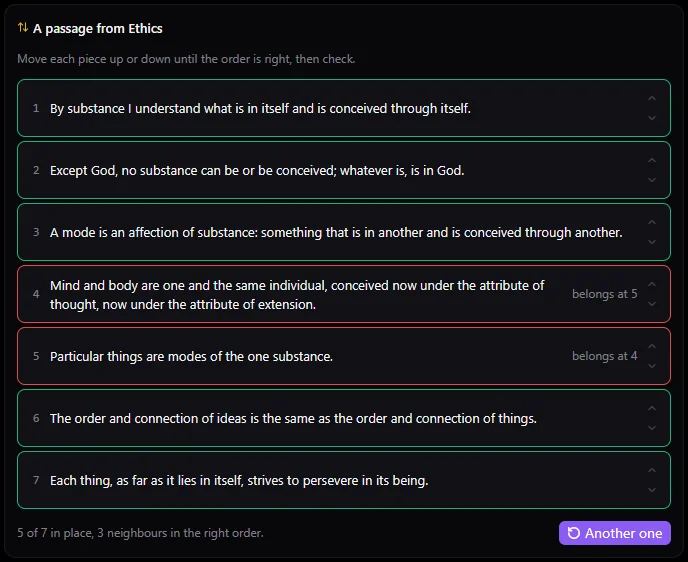 A passage from Ethics
Move each piece up or down until the order is right, then check.
1 By substance I understand what is in itself and is conceived through itself.
2 Except God, no substance can be or be conceived; whatever is, is in God.
3 A mode is an affection of substance: something that is in another and is conceived through another.
4 Mind and body are one and the same individual, conceived now under the attribute of
thought, now under the attribute of extension.
belongs at 5
5 Particular things are modes of the one substance. belongs at 4
6 The order and connection of ideas is the same as the order and connection of things.
7 Each thing, as far as it lies in itself, strives to persevere in its being.
5 of 7 in place, 3 neighbours in the right order. Another one